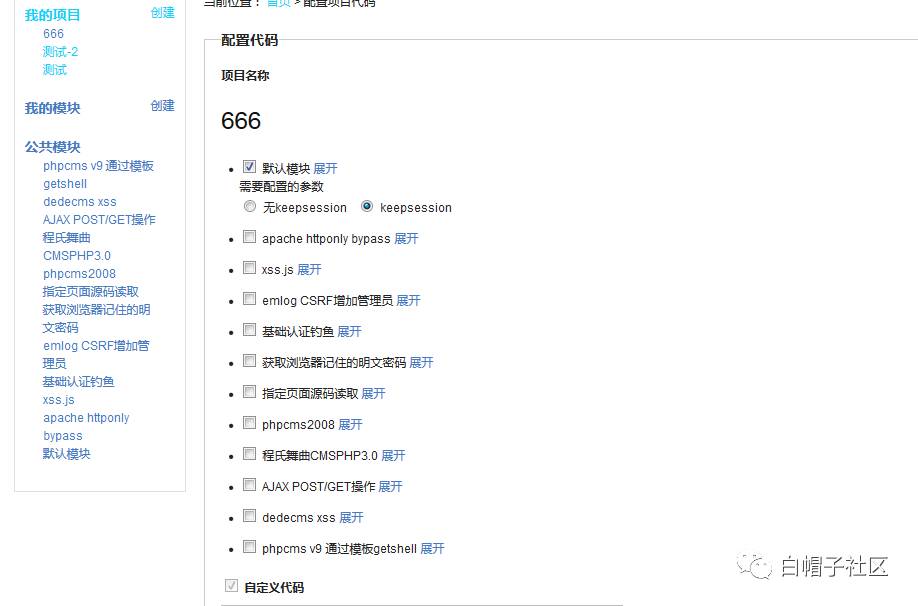 我的项目 创建
666
测试-2
测试
我的模块 创建
公共模块
phpcms v9 通过模板
getshell
dedecms xss
AJAX POST/GET操作
程氏舞曲
CMSPHP3.0
phpcms2008
指定页面源码读取
获取浏览器记住的明
文密码
emlog CSRF增加管
理员
基础认证钓鱼
xss.js
apache httponly
bypass
默认模块
当前位置： 首页 > 配置项目代码
配置代码
项目名称
666
默认模块 展开
需要配置的参数
无keepsession keepsession
apache httponly bypass 展开
xss.js 展开
emlog CSRF增加管理员 展开
基础认证钓鱼 展开
获取浏览器记住的明文密码 展开
指定页面源码读取 展开
phpcms2008 展开
程氏舞曲CMSPHP3.0 展开
AJAX POST/GET操作 展开
dedecms xss 展开
phpcms v9 通过模板getshell 展开
自定义代码
白帽子社区